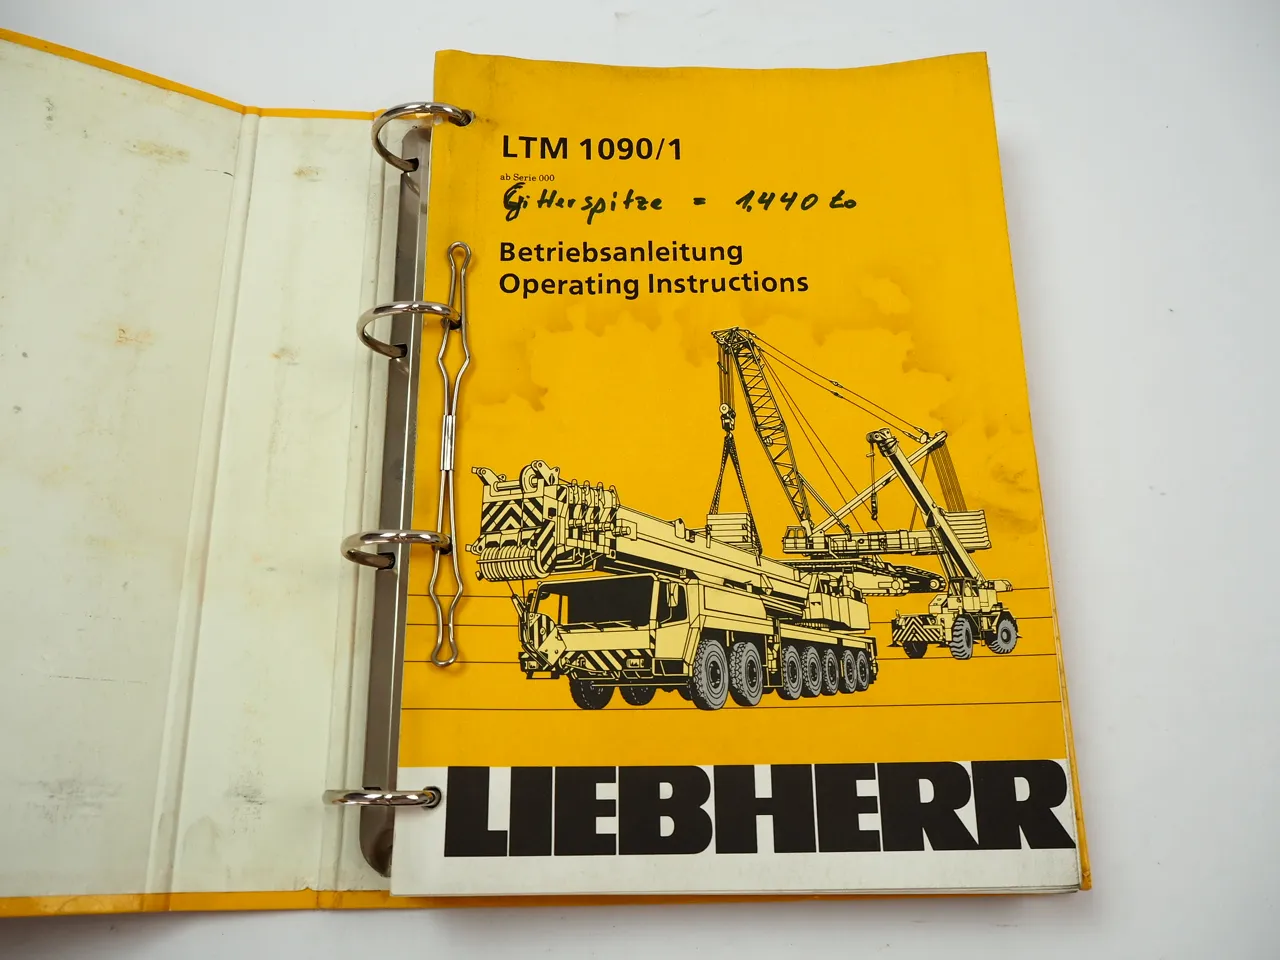 LTM 1090/1
ab Serie 000
Gitterspitze = 1,440 to
Betriebsanleitung
Operating Instructions
LIEBHERR